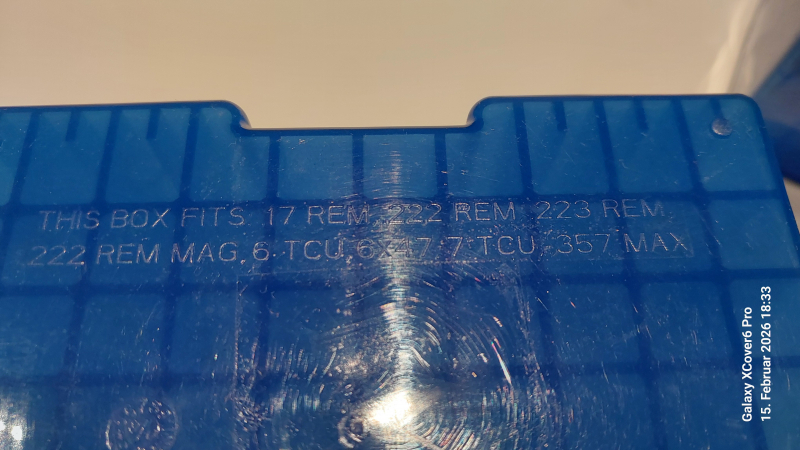 THIS BOX FITS 17 REM, 222 REM, 223 REM,
.222 REM MAG, 6 TCU, 6x47, 7 TCU, 357 MAX
Galaxy XCover6 Pro
15. Februar 2026 18:33